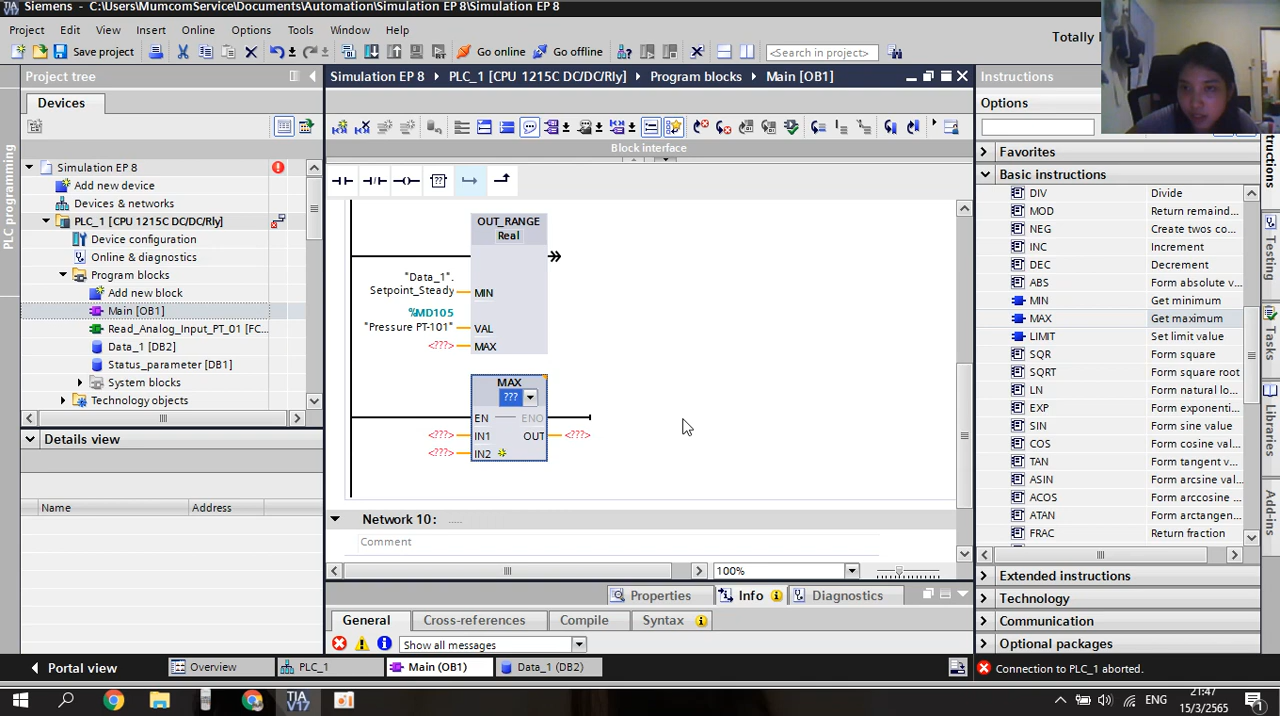 Siemens - C:\Users\MumcomService\Documents\Automation\Simulation EP 8\Simulation EP 8
Project Edit View Insert Online Options Tools Window Help
Totally
Save project Go online Go offline <Search in project>
Project tree
Simulation EP 8 PLC_1 [CPU 1215C DC/DC/Rly] Program blocks Main [OB1]
Instructions
Devices
Options
PLC programming
Block interface
Simulation EP 8
Add new device
Devices & networks
PLC_1 [CPU 1215C DC/DC/Rly]
Device configuration
Online & diagnostics
Program blocks
Add new block
Main [OB1]
Read_Analog_Input_PT_01 [FC...
Data_1 [DB2]
Status_parameter [DB1]
System blocks
Technology objects
Details view
Name Address
OUT_RANGE
Real
"Data_1".
Setpoint_Steady MIN
%MD105
"Pressure PT-101" VAL
<???> MAX
MAX
???
EN ENO
<???> IN1 OUT <???>
<???> IN2
Network 10: .....
Comment
100%
Properties Info Diagnostics
General Cross-references Compile Syntax
Show all messages
Favorites
Basic instructions
DIV Divide
MOD Return remaind...
NEG Create twos co...
INC Increment
DEC Decrement
ABS Form absolute v...
MIN Get minimum
MAX Get maximum
LIMIT Set limit value
SQR Form square
SQRT Form square root
LN Form natural lo...
EXP Form exponenti...
SIN Form sine value
COS Form cosine val...
TAN Form tangent v...
ASIN Form arcsine val...
ACOS Form arccosine ...
ATAN Form arctangen...
FRAC Return fraction
Extended instructions
Technology
Communication
Optional packages
Testing
Tasks
Libraries
Add-ins
Portal view Overview PLC_1 Main (OB1) Data_1 (DB2)
Connection to PLC_1 aborted.
ENG
21:47
15/3/2565